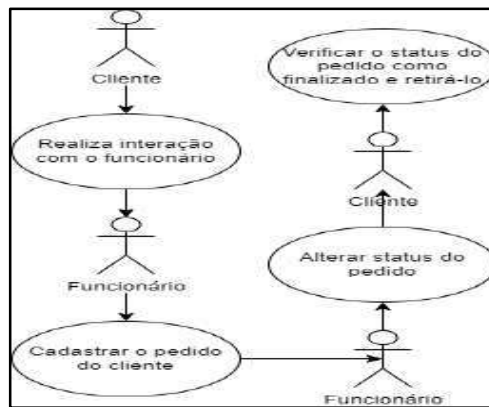 Cliente
Realiza interação
com o funcionário
Funcionário
Cadastrar o pedido
do cliente
Funcionário
Alterar status do
pedido
Cliente
Verificar o status do
pedido como
finalizado e retirá-lo